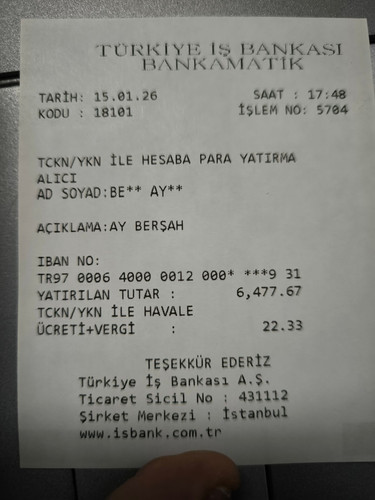 TÜRKİYE İŞ BANKASI
BANKAMATİK
TARİH: 15.01.26 SAAT : 17:48
KODU : 18101 İŞLEM NO: 5704
TCKN/YKN İLE HESABA PARA YATIRMA
ALICI
AD SOYAD:BE** AY**
AÇIKLAMA:AY BERŞAH
IBAN NO:
TR97 0006 4000 0012 000* ***9 31
YATIRILAN TUTAR : 6,477.67
TCKN/YKN İLE HAVALE
ÜCRETİ+VERGİ : 22.33
TEŞEKKÜR EDERİZ
Türkiye İş Bankası A.Ş.
Ticaret Sicil No : 431112
Şirket Merkezi : İstanbul
www.isbank.com.tr